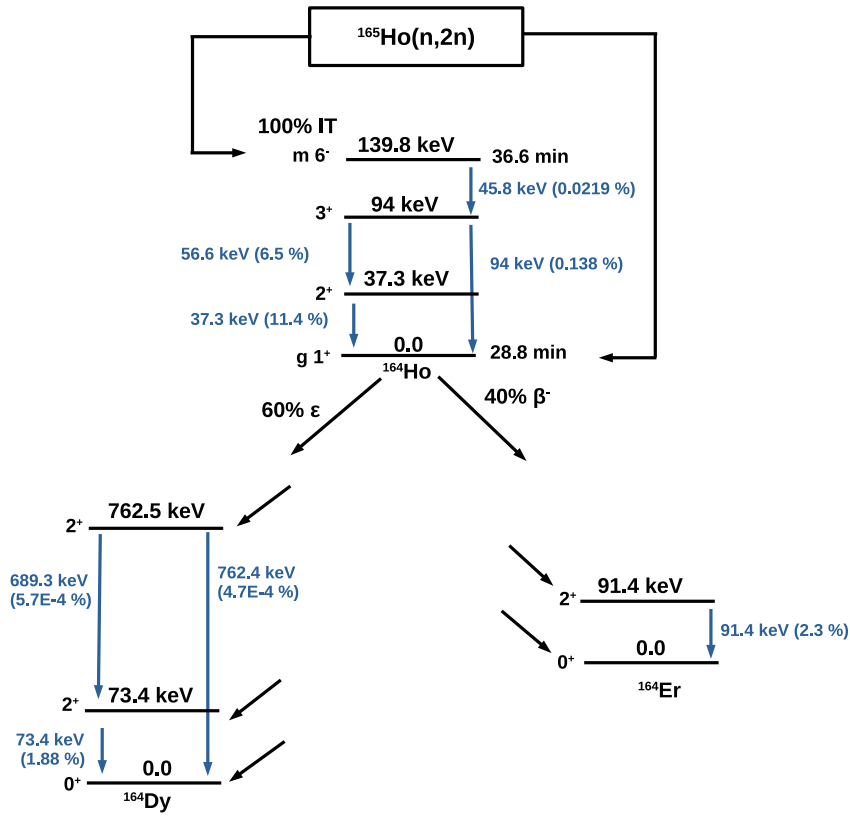 ¹⁶⁵Ho(n,2n)
100% IT
m 6⁻
139.8 keV
36.6 min
45.8 keV (0.0219 %)
3⁺
94 keV
56.6 keV (6.5 %)
94 keV (0.138 %)
37.3 keV
2⁺
37.3 keV (11.4 %)
g 1⁺
0.0
28.8 min
¹⁶⁴Ho
60% ε
40% β⁻
2⁺
762.5 keV
689.3 keV
(5.7E-4 %)
762.4 keV
(4.7E-4 %)
2⁺
73.4 keV
73.4 keV
(1.88 %)
0⁺
0.0
¹⁶⁴Dy
2⁺
91.4 keV
91.4 keV (2.3 %)
0⁺
0.0
¹⁶⁴Er